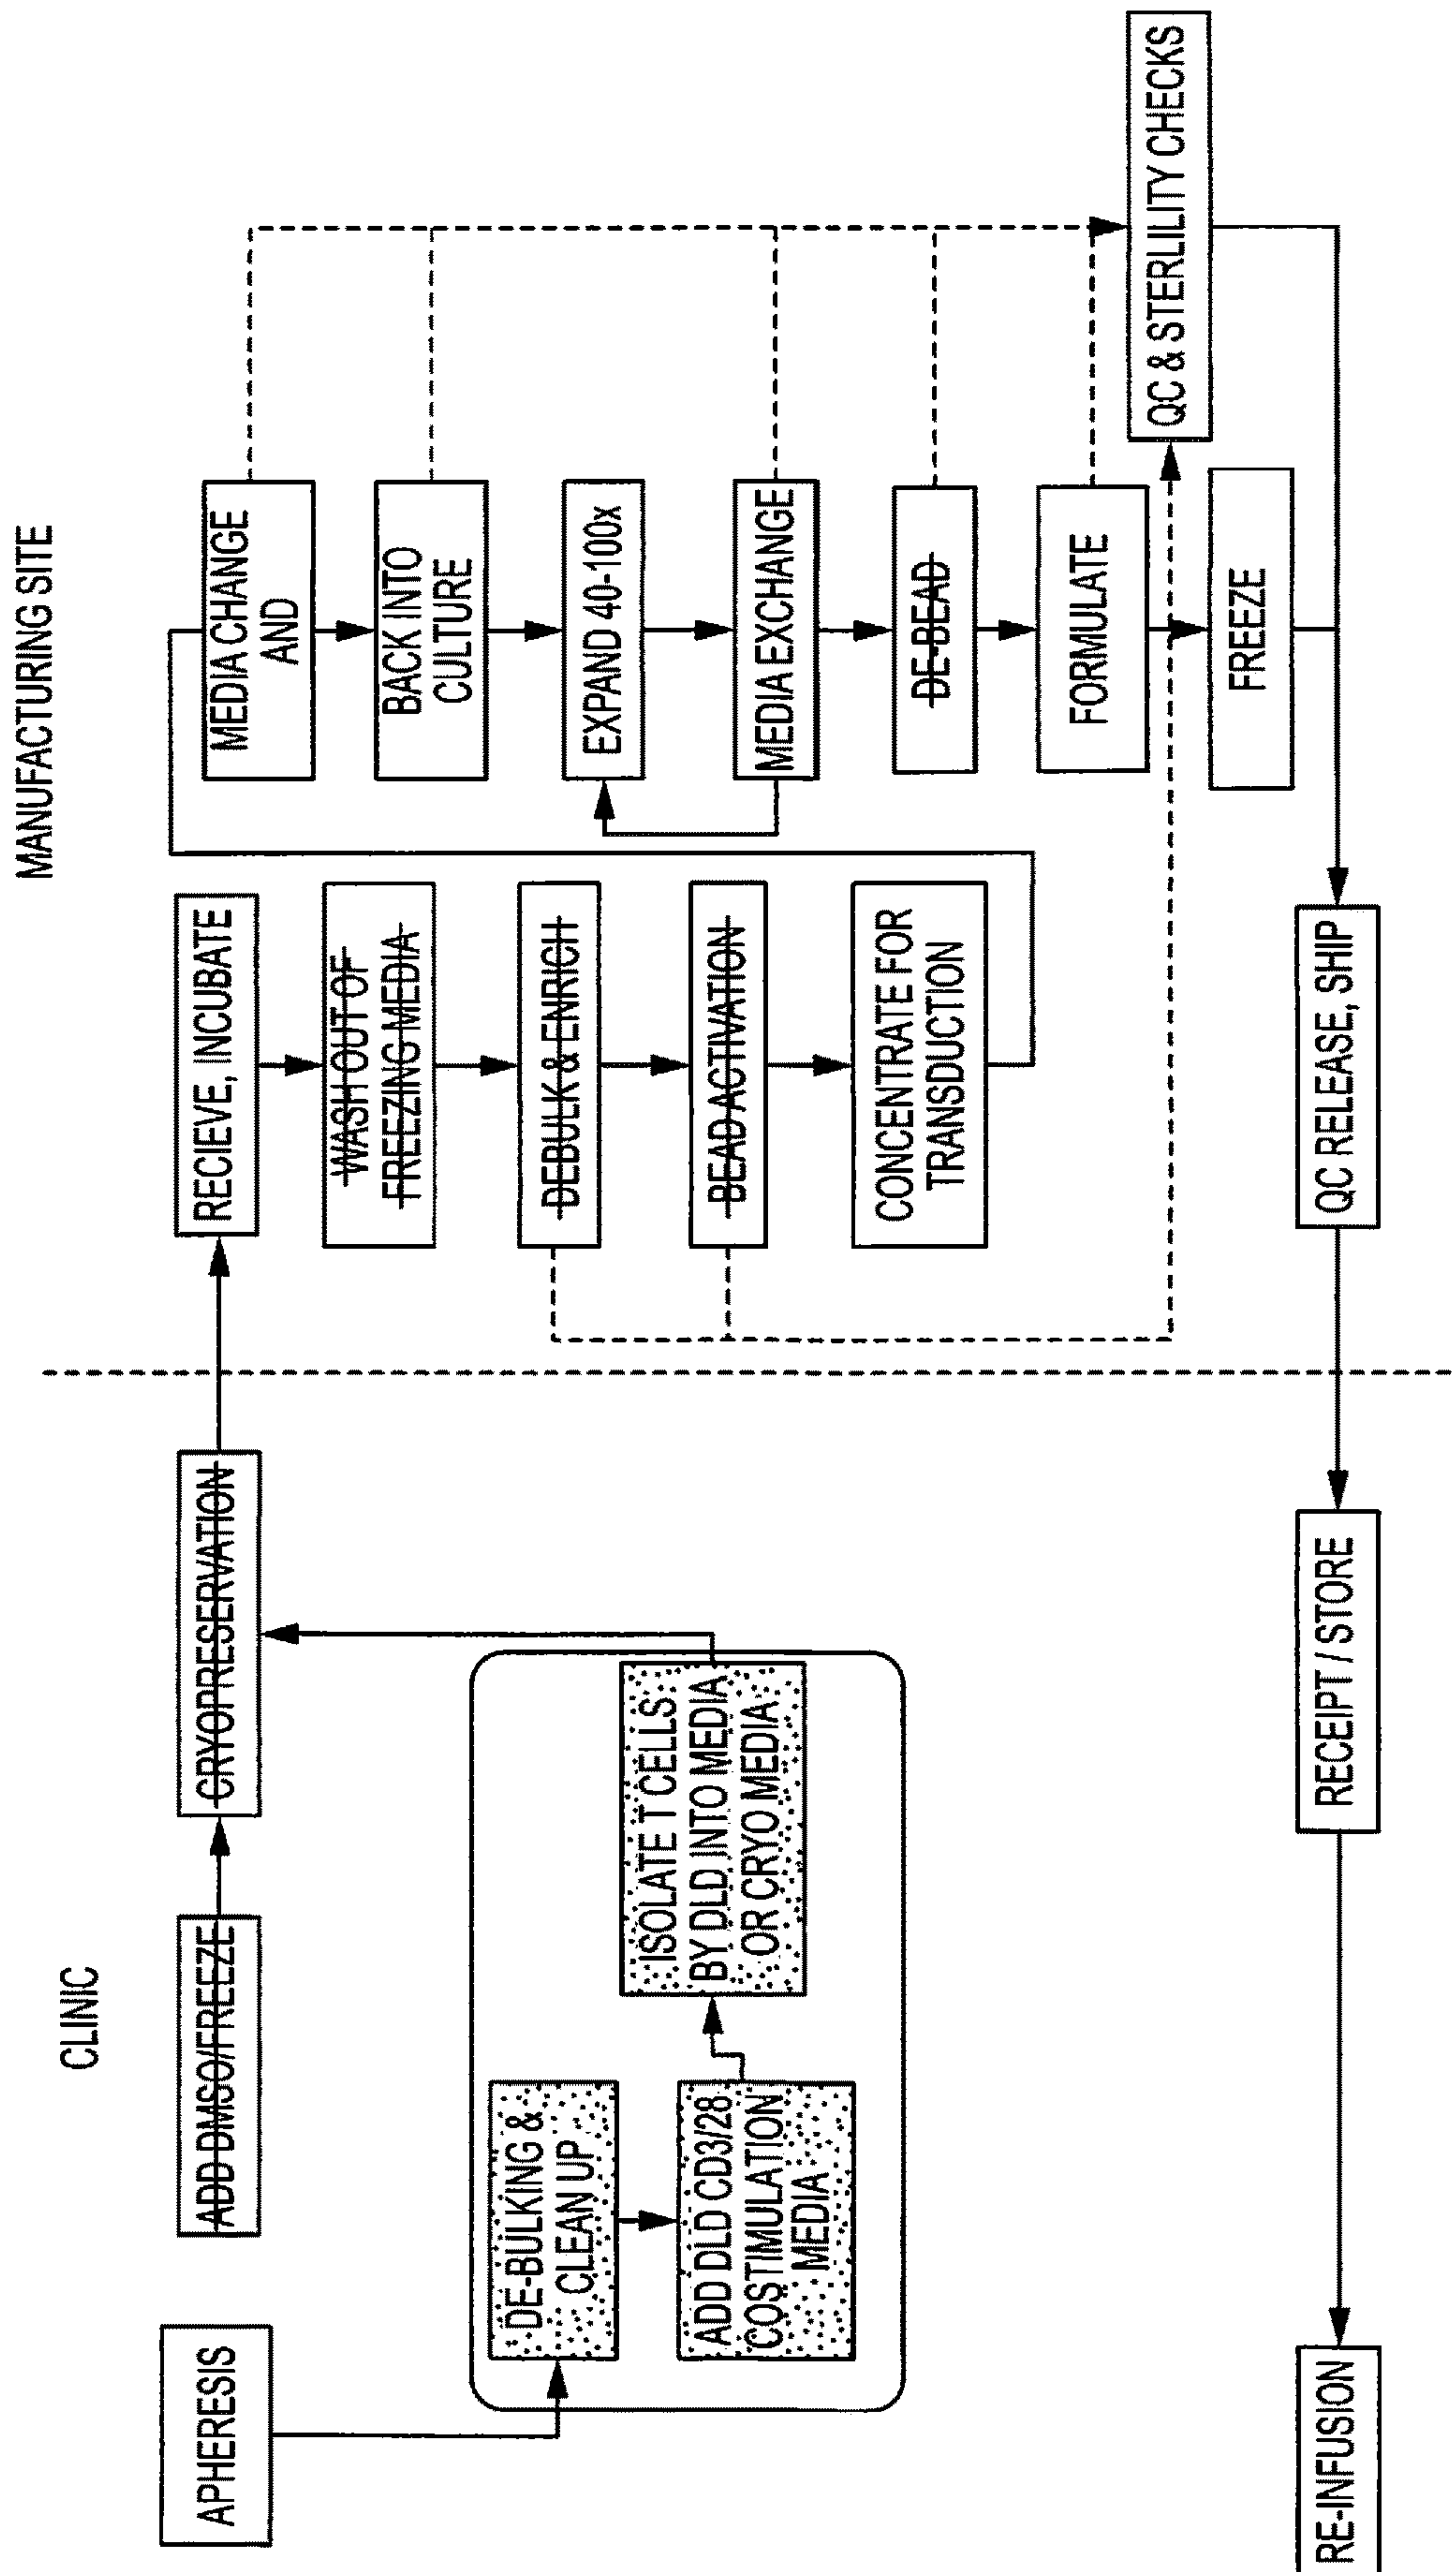 CLINIC
MANUFACTURING SITE
APHERESIS
ADD DMSO/FREEZE
CRYOPRESERVATION
DE-BULKING &
CLEAN UP
ADD DLD CD3/28
COSTIMULATION
MEDIA
ISOLATE T CELLS
BY DLD INTO MEDIA
OR CRYO MEDIA
RECIEVE, INCUBATE
WASH OUT OF
FREEZING MEDIA
DEBULK & ENRICH
BEAD ACTIVATION
CONCENTRATE FOR
TRANSDUCTION
MEDIA CHANGE
AND
BACK INTO
CULTURE
EXPAND 40-100x
MEDIA EXCHANGE
DE-BEAD
FORMULATE
FREEZE
QC & STERLILITY CHECKS
QC RELEASE, SHIP
RECEIPT / STORE
RE-INFUSION